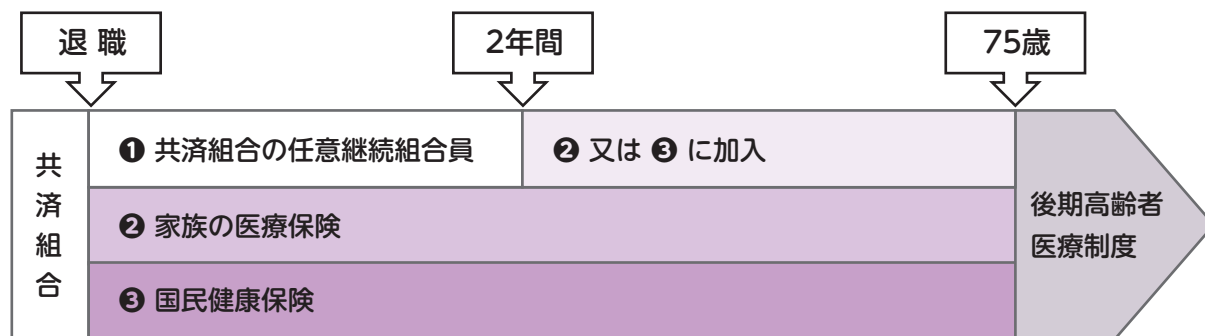 退 職
2年間
75歳
共済組合
❶ 共済組合の任意継続組合員
❷ 又は ❸ に加入
❷ 家族の医療保険
❸ 国民健康保険
後期高齢者
医療制度